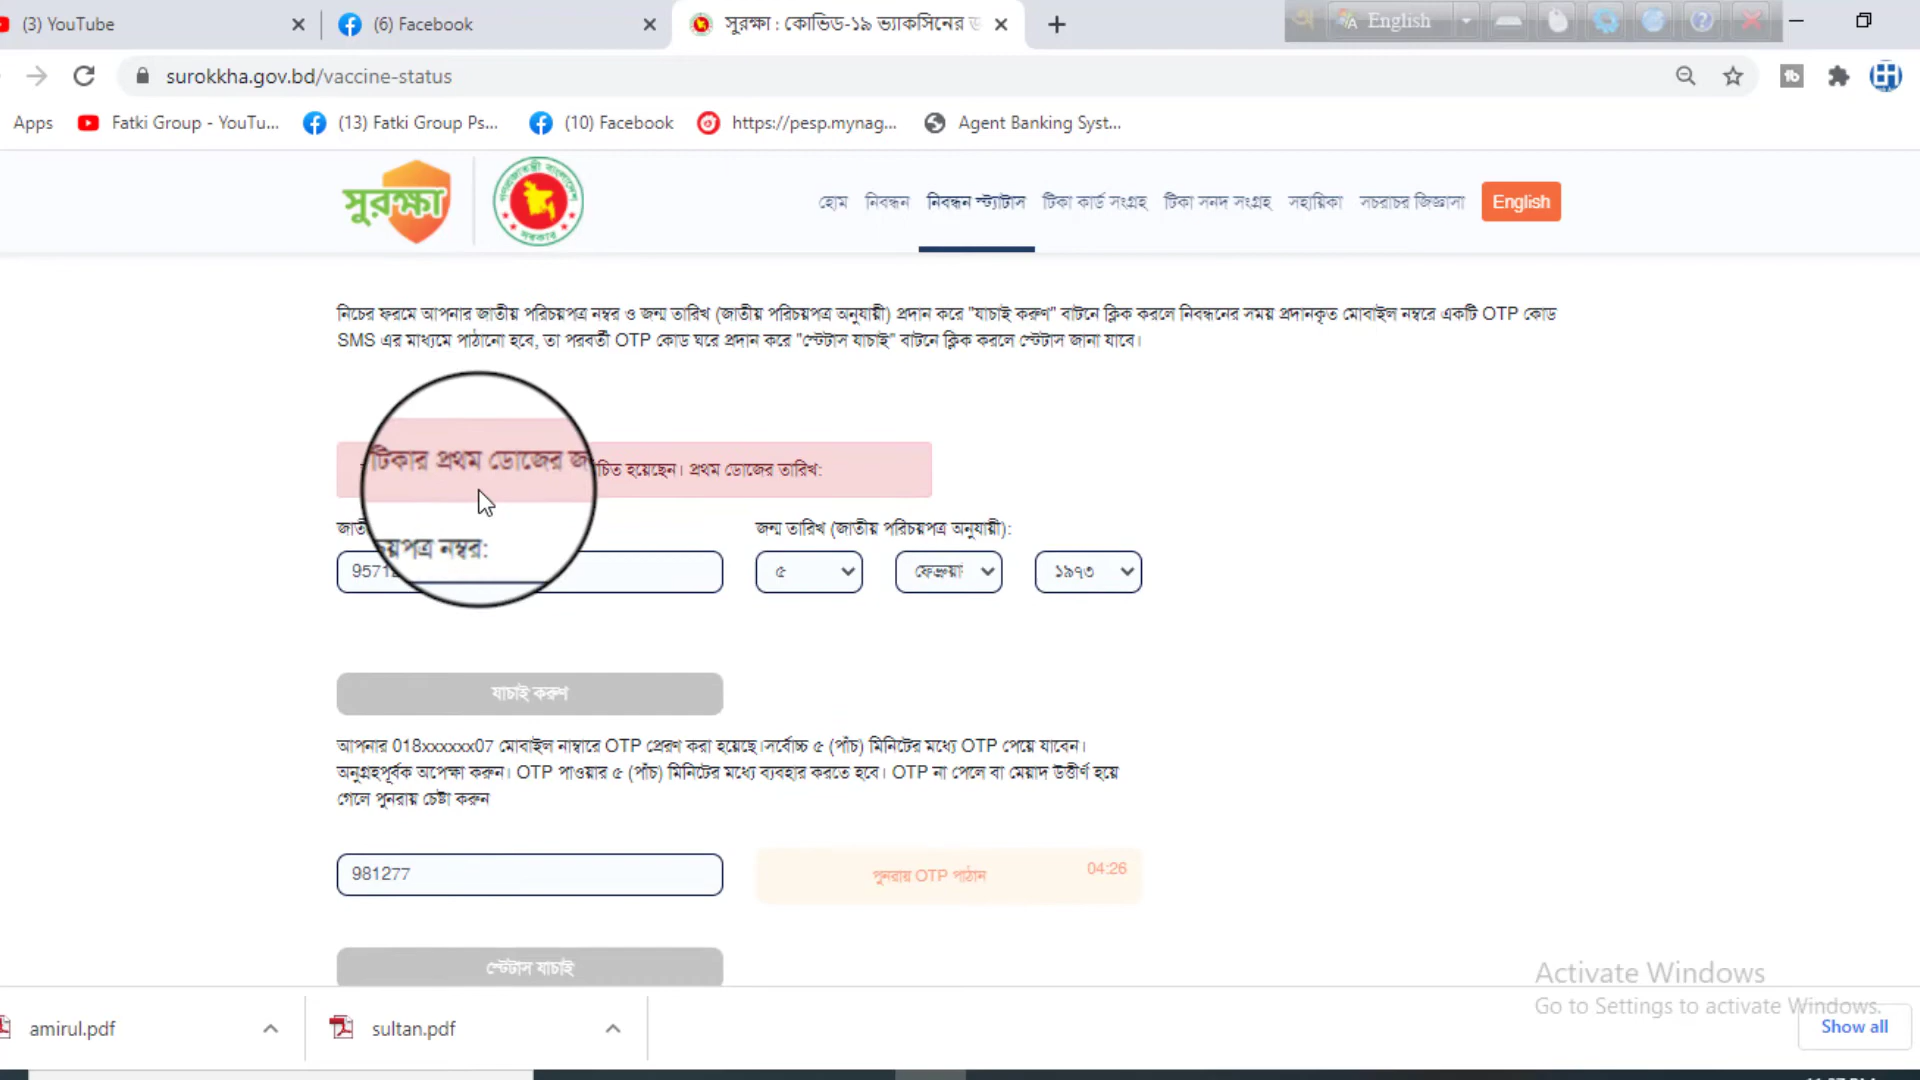 (3) YouTube
(6) Facebook
সুরক্ষা : কোভিড-১৯ ভ্যাকসিনের
English
surokkha.gov.bd/vaccine-status
Apps
Fatki Group - YouTu...
(13) Fatki Group Ps...
(10) Facebook
https://pesp.mynag...
Agent Banking Syst...
সুরক্ষা
হোম
নিবন্ধন
নিবন্ধন স্ট্যাটাস
টিকা কার্ড সংগ্রহ
টিকা সনদ সংগ্রহ
সহায়িকা
সচরাচর জিজ্ঞাসা
English
নিচের ফরমে আপনার জাতীয় পরিচয়পত্র নম্বর ও জন্ম তারিখ (জাতীয় পরিচয়পত্র অনুযায়ী) প্রদান করে "যাচাই করুণ" বাটনে ক্লিক করলে নিবন্ধনের সময় প্রদানকৃত মোবাইল নম্বরে একটি OTP কোড
SMS এর মাধ্যমে পাঠানো হবে, তা পরবর্তী OTP কোড ঘরে প্রদান করে "স্টেটাস যাচাই" বাটনে ক্লিক করলে স্টেটাস জানা যাবে।
টিকার প্রথম ডোজের
হয়েছেন। প্রথম ডোজের তারিখ:
নম্বর:
জন্ম তারিখ (জাতীয় পরিচয়পত্র অনুযায়ী):
9571
৫
ফেব্রুয়া
১৯৭৩
যাচাই করুণ
আপনার 018xxxxxx07 মোবাইল নাম্বারে OTP প্রেরণ করা হয়েছে।সর্বোচ্চ ৫ (পাঁচ) মিনিটের মধ্যে OTP পেয়ে যাবেন।
অনুগ্রহপূর্বক অপেক্ষা করুন। OTP পাওয়ার ৫ (পাঁচ) মিনিটের মধ্যে ব্যবহার করতে হবে। OTP না পেলে বা মেয়াদ উত্তীর্ণ হয়ে
গেলে পুনরায় চেষ্টা করুন
981277
পুনরায় OTP পাঠান
04:26
স্টেটাস যাচাই
Activate Windows
Go to Settings to activate Windows.
amirul.pdf
sultan.pdf
Show all